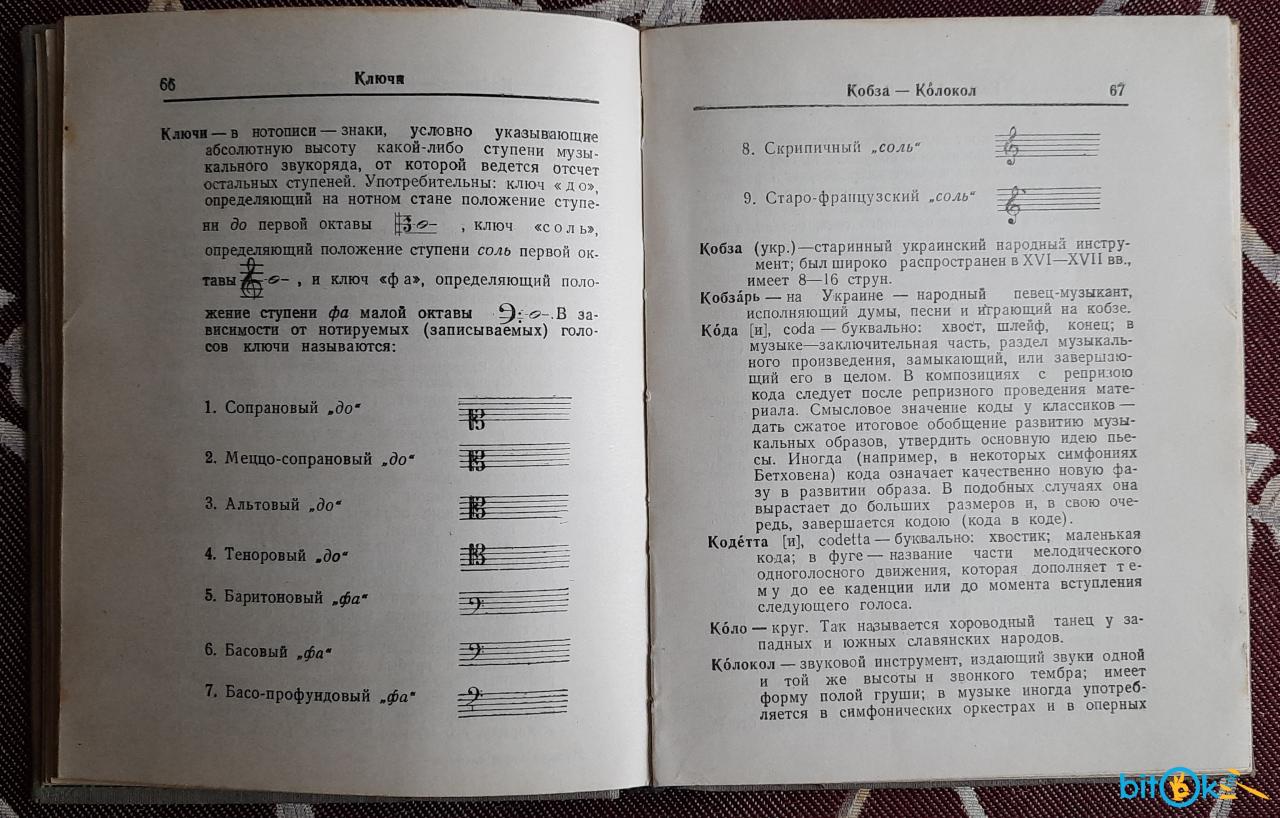 66
Ключи
Ключи — в нотописи — знаки, условно указывающие
абсолютную высоту какой-либо ступени музы-
кального звукоряда, от которой ведется отсчет
остальных ступеней. Употребительны: ключ «до»,
определяющий на нотном стане положение ступе-
ни до первой октавы , ключ «соль»,
определяющий положение ступени соль первой ок-
тавы , и ключ «фа», определяющий поло-
жение ступени фа малой октавы . В за-
висимости от нотируемых (записываемых) голо-
сов ключи называются:
1. Сопрановый „до“
2. Меццо-сопрановый „до“
3. Альтовый „до“
4. Теноровый „до“
5. Баритоновый „фа“
6. Басовый „фа“
7. Басо-профундовый „фа“
Кобза — Ко́локол
67
8. Скрипичный „соль“
9. Старо-французский „соль“
Кобза (укр.)—старинный украинский народный инстру-
мент; был широко распространен в XVI—XVII вв.,
имеет 8—16 струн.
Кобза́рь — на Украине — народный певец-музыкант,
исполняющий думы, песни и играющий на кобзе.
Ко́да [и], coda — буквально: хвост, шлейф, конец; в
музыке—заключительная часть, раздел музыкаль-
ного произведения, замыкающий, или завершаю-
щий его в целом. В композициях с репризою
кода следует после репризного проведения мате-
риала. Смысловое значение коды у классиков —
дать сжатое итоговое обобщение развитию музы-
кальных образов, утвердить основную идею пье-
сы. Иногда (например, в некоторых симфониях
Бетховена) кода означает качественно новую фа-
зу в развитии образа. В подобных случаях она
вырастает до больших размеров и, в свою оче-
редь, завершается кодою (кода в коде).
Коде́тта [и], codetta — буквально: хвостик; маленькая
кода; в фуге — название части мелодического
одноголосного движения, которая дополняет те-
му до ее каденции или до момента вступления
следующего голоса.
Ко́ло — круг. Так называется хороводный танец у за-
падных и южных славянских народов.
Ко́локол — звуковой инструмент, издающий звуки одной
и той же высоты и звонкого тембра; имеет
форму полой груши; в музыке иногда употреб-
ляется в симфонических оркестрах и в оперных
bitOk